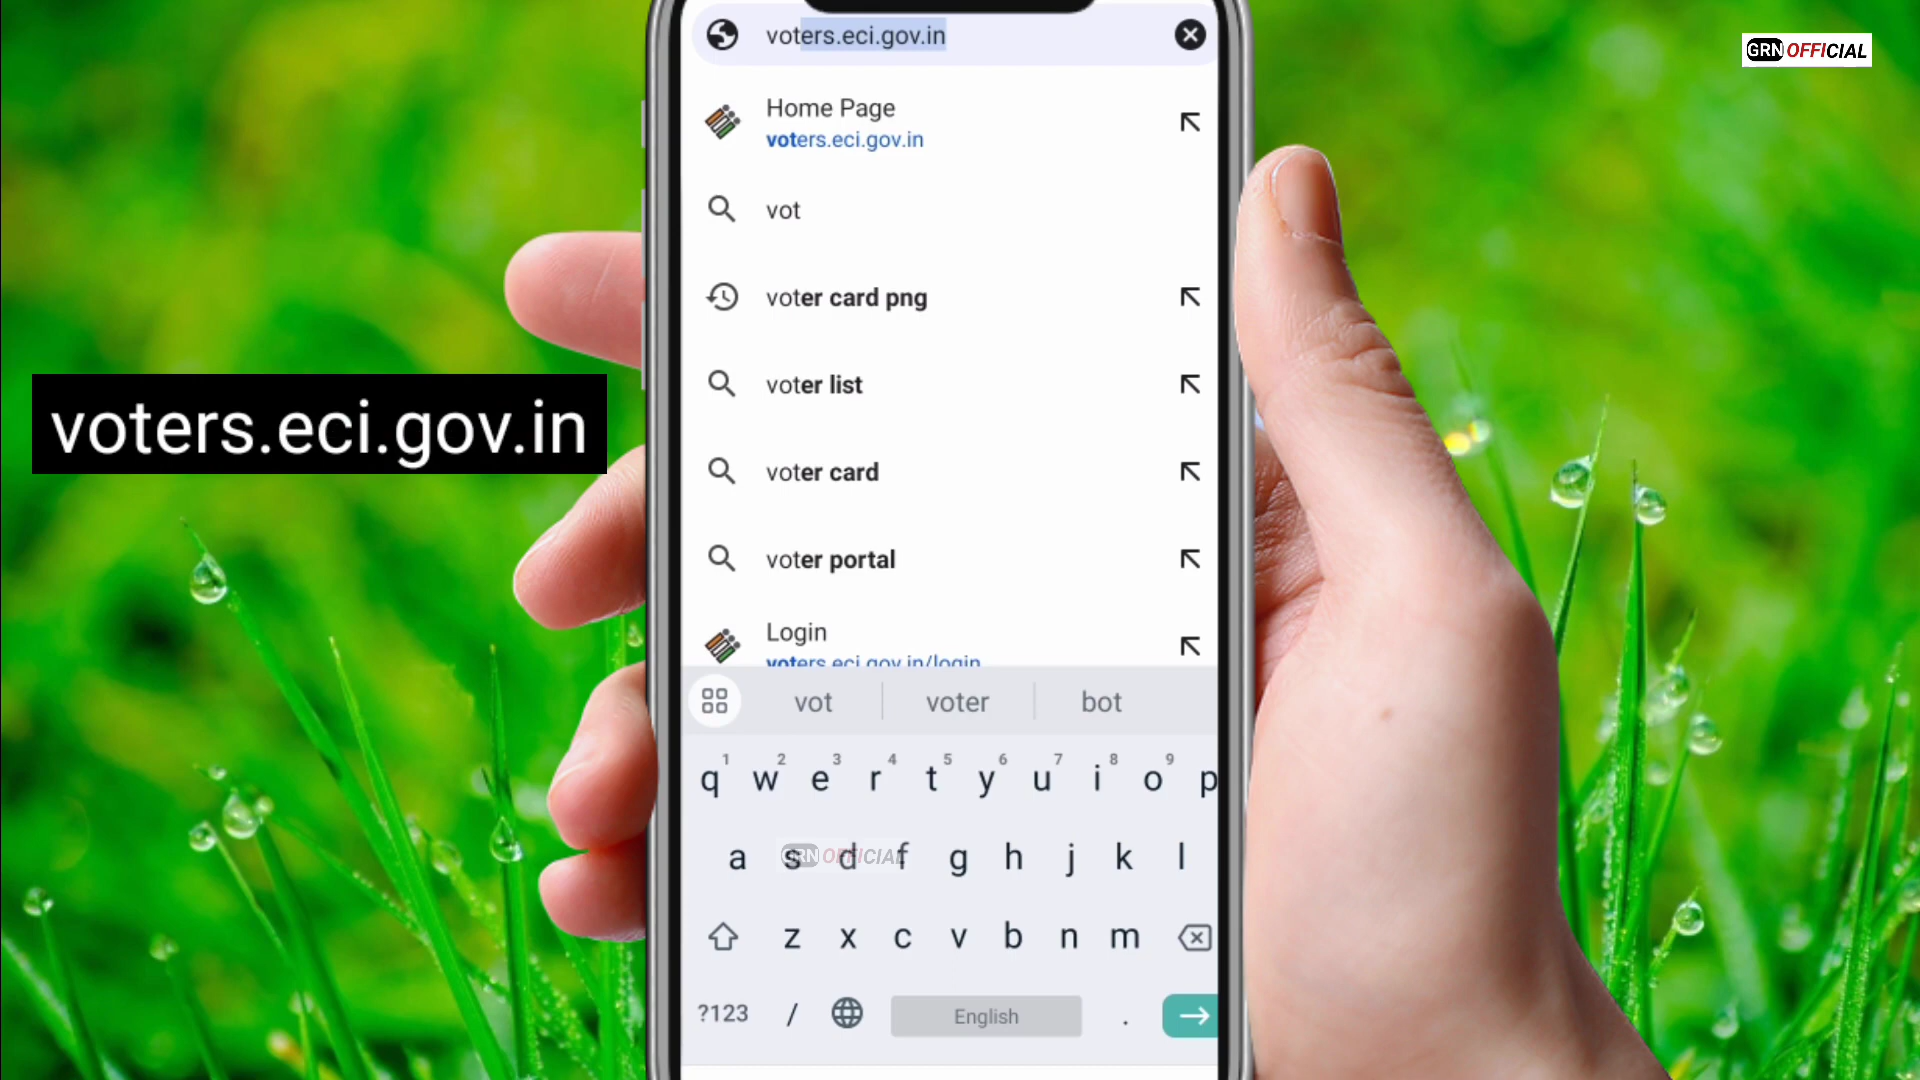 voters.eci.gov.in
GRN OFFICIAL
Home Page
voters.eci.gov.in
vot
voter card png
voter list
voters.eci.gov.in
voter card
voter portal
Login
voters.eci.gov.in/login
vot voter bot
1 2 3 4 5 6 7 8 9
q w e r t y u i o p
a s d f g h j k l
GRN OFFICIAL
z x c v b n m
?123 / English .